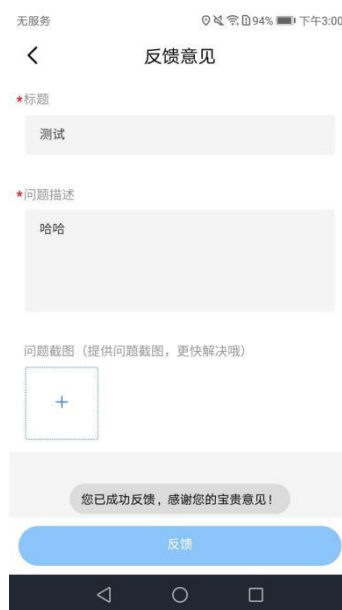 无服务 94% 下午3:00
反馈意见
*标题
测试
*问题描述
哈哈
问题截图（提供问题截图，更快解决哦）
+
您已成功反馈，感谢您的宝贵意见！
反馈